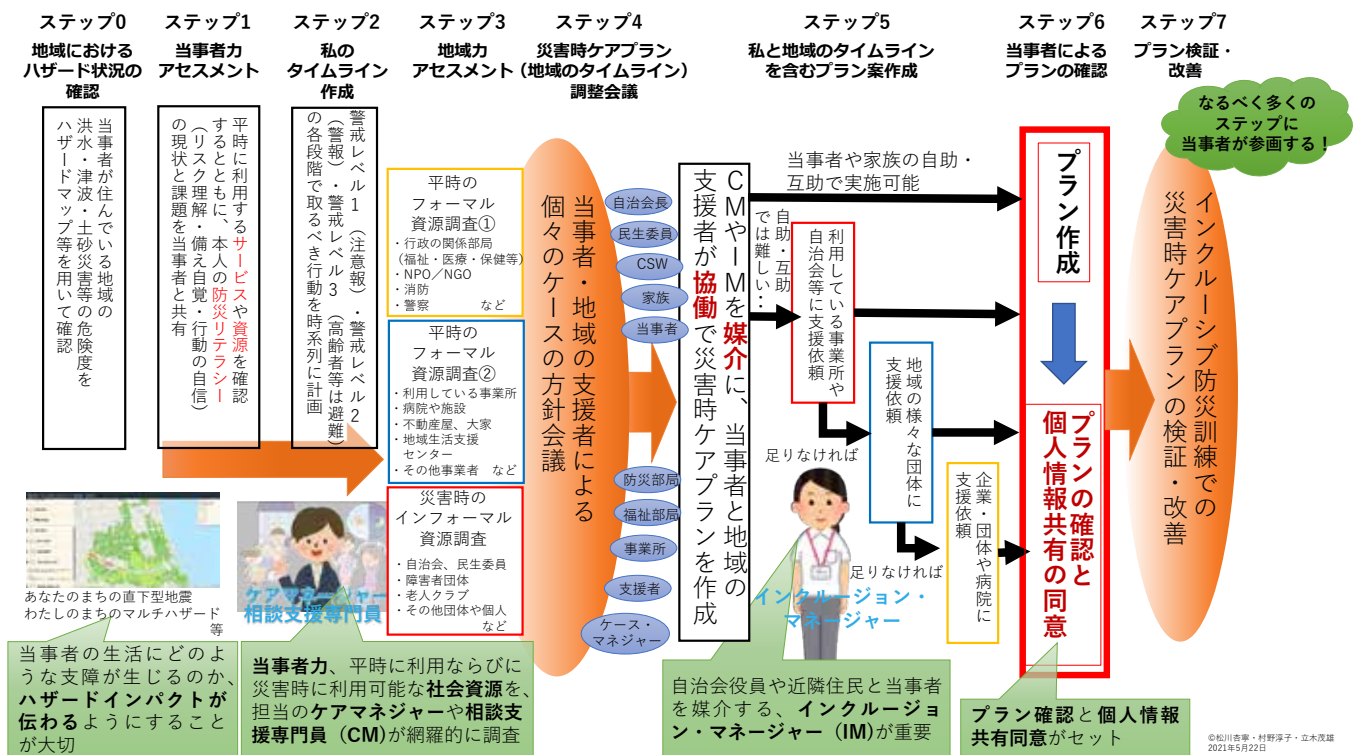 ステップ0
地域における
ハザード状況の
確認
当事者が住んでいる地域の
洪水・津波・土砂災害等の危険度を
ハザードマップ等を用いて確認
あなたのまちの直下型地震
わたしのまちのマルチハザード
等
当事者の生活にどのよ
うな支障が生じるのか、
ハザードインパクトが
伝わるようにすること
が大切
ステップ1
当事者力
アセスメント
平時に利用するサービスや資源を確認
するとともに、本人の防災リテラシー
（リスク理解・備え自覚・行動の自信）
の現状と課題を当事者と共有
ステップ2
私の
タイムライン
作成
警戒レベル1（注意報）・警戒レベル2
（警報）・警戒レベル3（高齢者等は避難）
の各段階で取るべき行動を時系列に計画
ケアマネージャー
相談支援専門員
当事者力、平時に利用ならびに
災害時に利用可能な社会資源を、
担当のケアマネジャーや相談支
援専門員（CM)が網羅的に調査
ステップ3
地域力
アセスメント
平時の
フォーマル
資源調査①
・行政の関係部局
（福祉・医療・保健等）
・NPO／NGO
・消防
・警察　など
平時の
フォーマル
資源調査②
・利用している事業所
・病院や施設
・不動産屋、大家
・地域生活支援
センター
・その他事業者　など
災害時の
インフォーマル
資源調査
・自治会、民生委員
・障害者団体
・老人クラブ
・その他団体や個人
など
ステップ4
災害時ケアプラン
（地域のタイムライン）
調整会議
当事者・地域の支援者による
個々のケースの方針会議
自治会長
民生委員
CSW
家族
当事者
防災部局
福祉部局
事業所
支援者
ケース・
マネジャー
ステップ5
私と地域のタイムライン
を含むプラン案作成
CMやIMを媒介に、当事者と地域の
支援者が協働で災害時ケアプランを作成
当事者や家族の自助・
互助で実施可能
自助・互助
では難しい…
利用している事業所や
自治会等に支援依頼
足りなければ
地域の様々な団体に
支援依頼
足りなければ
企業・団体や病院に
支援依頼
インクルージョン・
マネージャー
自治会役員や近隣住民と当事者
を媒介する、インクルージョ
ン・マネージャー（IM)が重要
ステップ6
当事者による
プランの確認
プラン作成
プランの確認と
個人情報共有の同意
プラン確認と個人情報
共有同意がセット
ステップ7
プラン検証・
改善
なるべく多くの
ステップに
当事者が参画する！
インクルーシブ防災訓練での
災害時ケアプランの検証・改善
©松川杏寧・村野淳子・立木茂雄
2021年5月22日